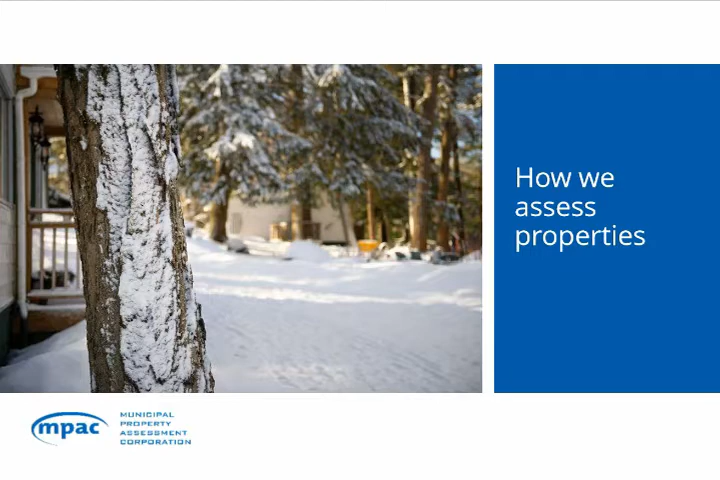 How we
assess
properties
mpac
MUNICIPAL
PROPERTY
ASSESSMENT
CORPORATION